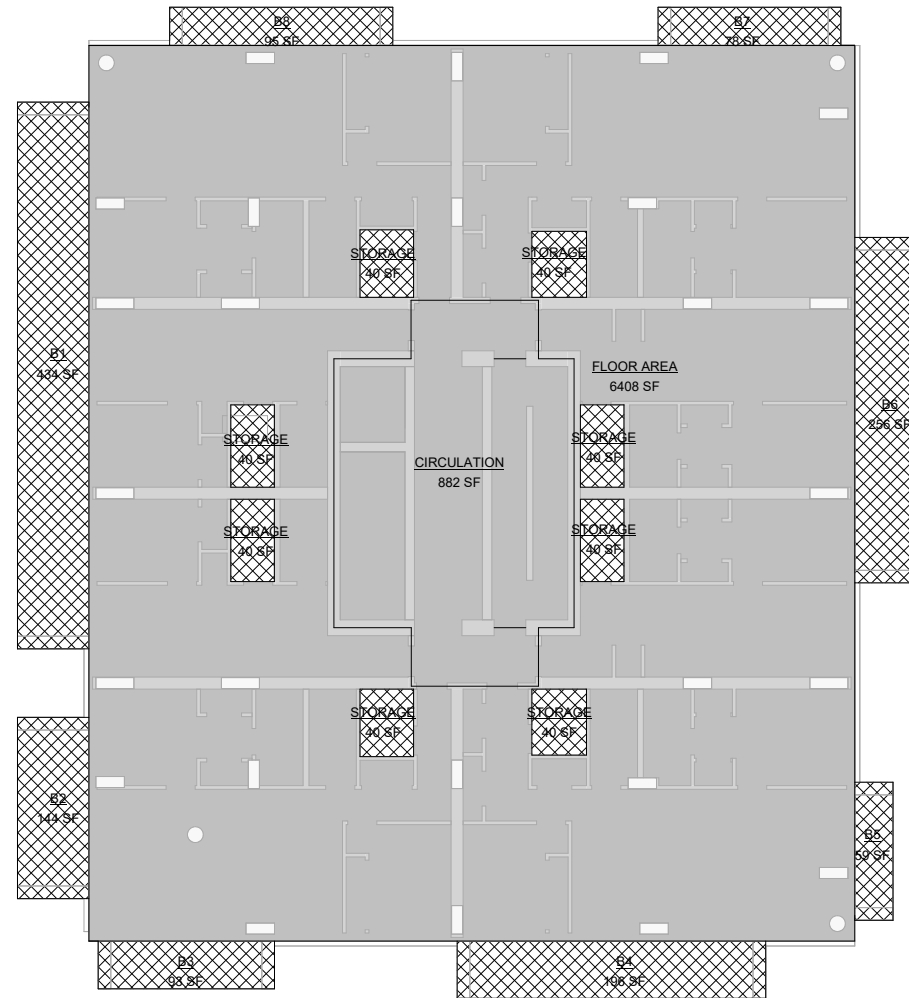 B8
95 SF
B7
78 SF
STORAGE
40 SF
STORAGE
40 SF
B1
434 SF
FLOOR AREA
6408 SF
B6
256 SF
STORAGE
40 SF
STORAGE
40 SF
CIRCULATION
882 SF
STORAGE
40 SF
STORAGE
40 SF
STORAGE
40 SF
STORAGE
40 SF
B2
144 SF
B5
59 SF
B3
93 SF
B4
196 SF